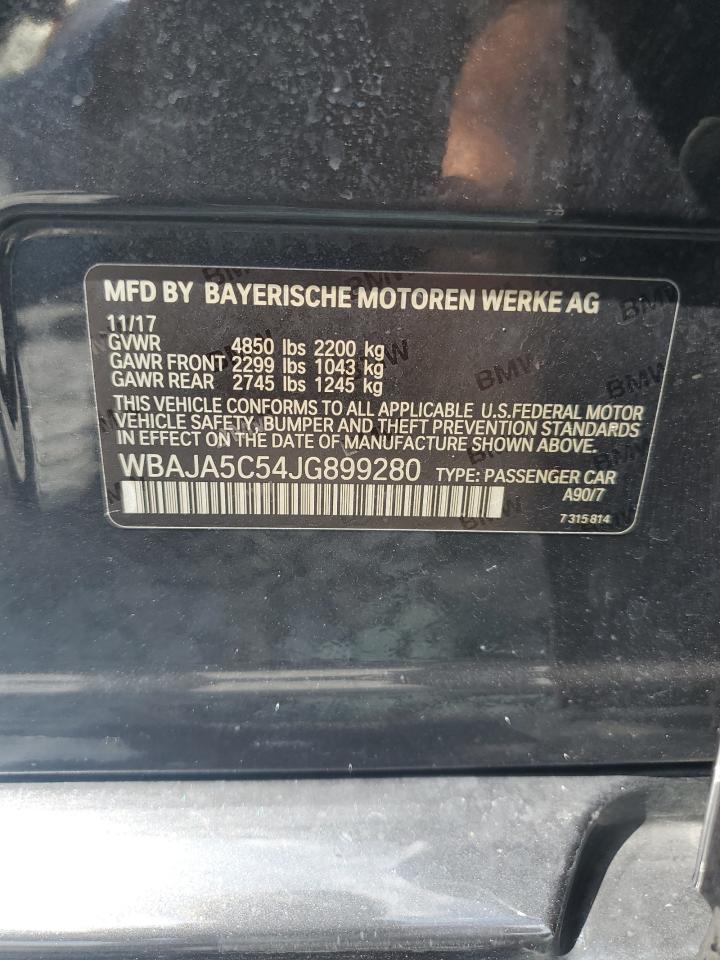 MFD BY BAYERISCHE MOTOREN WERKE AG
11/17
GVWR 4850 lbs 2200 kg
GAWR FRONT 2299 lbs 1043 kg
GAWR REAR 2745 lbs 1245 kg
THIS VEHICLE CONFORMS TO ALL APPLICABLE U.S.FEDERAL MOTOR
VEHICLE SAFETY, BUMPER AND THEFT PREVENTION STANDARDS
IN EFFECT ON THE DATE OF MANUFACTURE SHOWN ABOVE.
WBAJA5C54JG899280 TYPE: PASSENGER CAR
A90/7
7 315 814